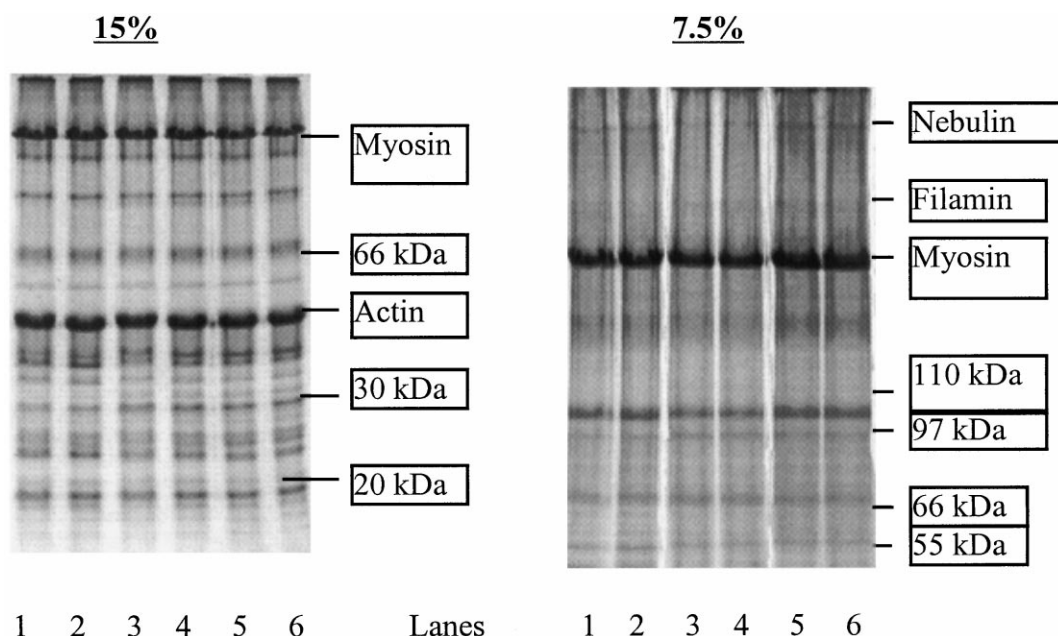 15%
7.5%
Myosin
66 kDa
Actin
30 kDa
20 kDa
Nebulin
Filamin
Myosin
110 kDa
97 kDa
66 kDa
55 kDa
1 2 3 4 5 6 Lanes 1 2 3 4 5 6